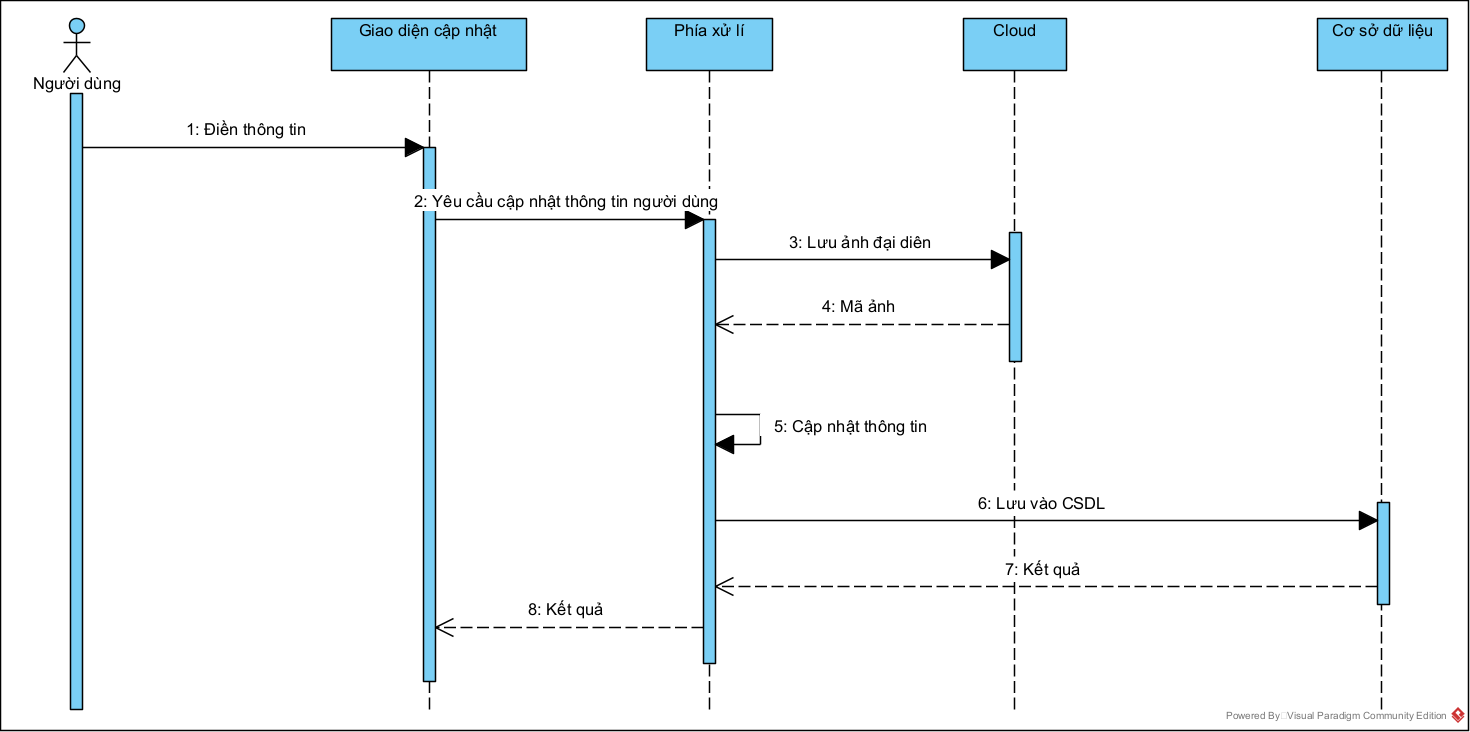 Giao diện cập nhật
Phía xử lí
Cloud
Cơ sở dữ liệu
Người dùng
1: Điền thông tin
2: Yêu cầu cập nhật thông tin người dùng
3: Lưu ảnh đại diên
4: Mã ảnh
5: Cập nhật thông tin
6: Lưu vào CSDL
7: Kết quả
8: Kết quả
Powered By Visual Paradigm Community Edition